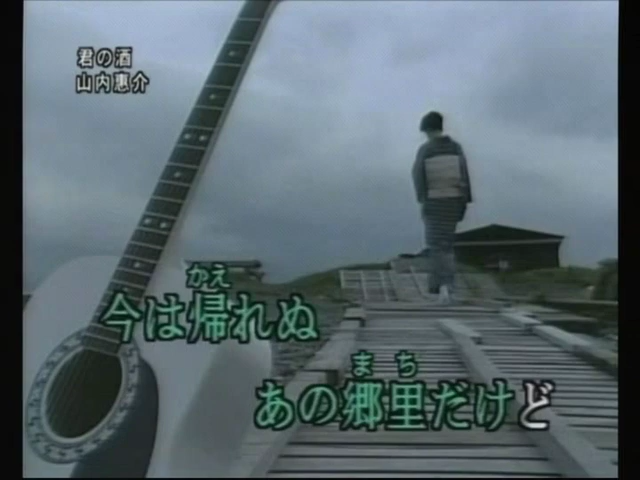 君の酒
山内惠介
かえ
今は帰れぬ
まち
あの郷里だけど